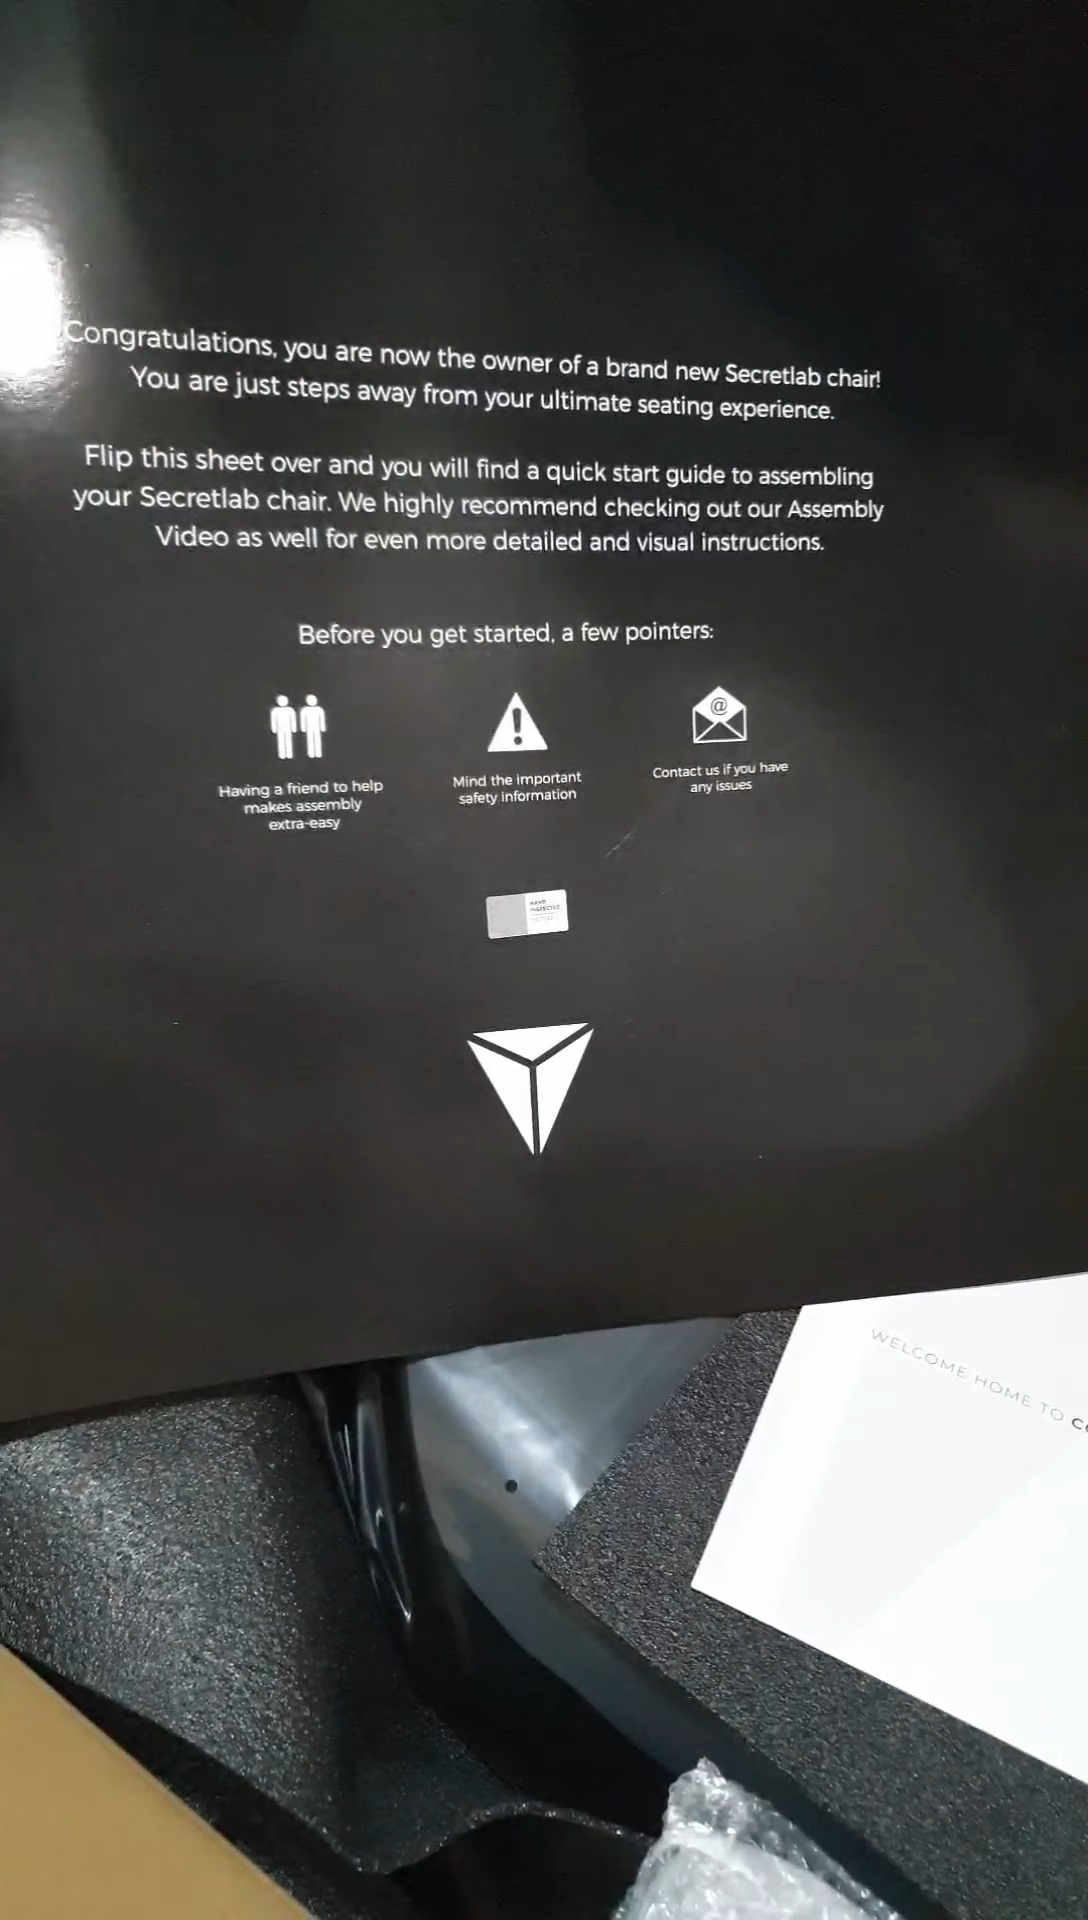 Congratulations, you are now the owner of a brand new Secretlab chair!
You are just steps away from your ultimate seating experience.
Flip this sheet over and you will find a quick start guide to assembling
your Secretlab chair. We highly recommend checking out our Assembly
Video as well for even more detailed and visual instructions.
Before you get started, a few pointers:
@
Having a friend to help
makes assembly
extra-easy
Mind the important
safety information
Contact us if you have
any issues
HAND
INSPECTED
WELCOME HOME TO